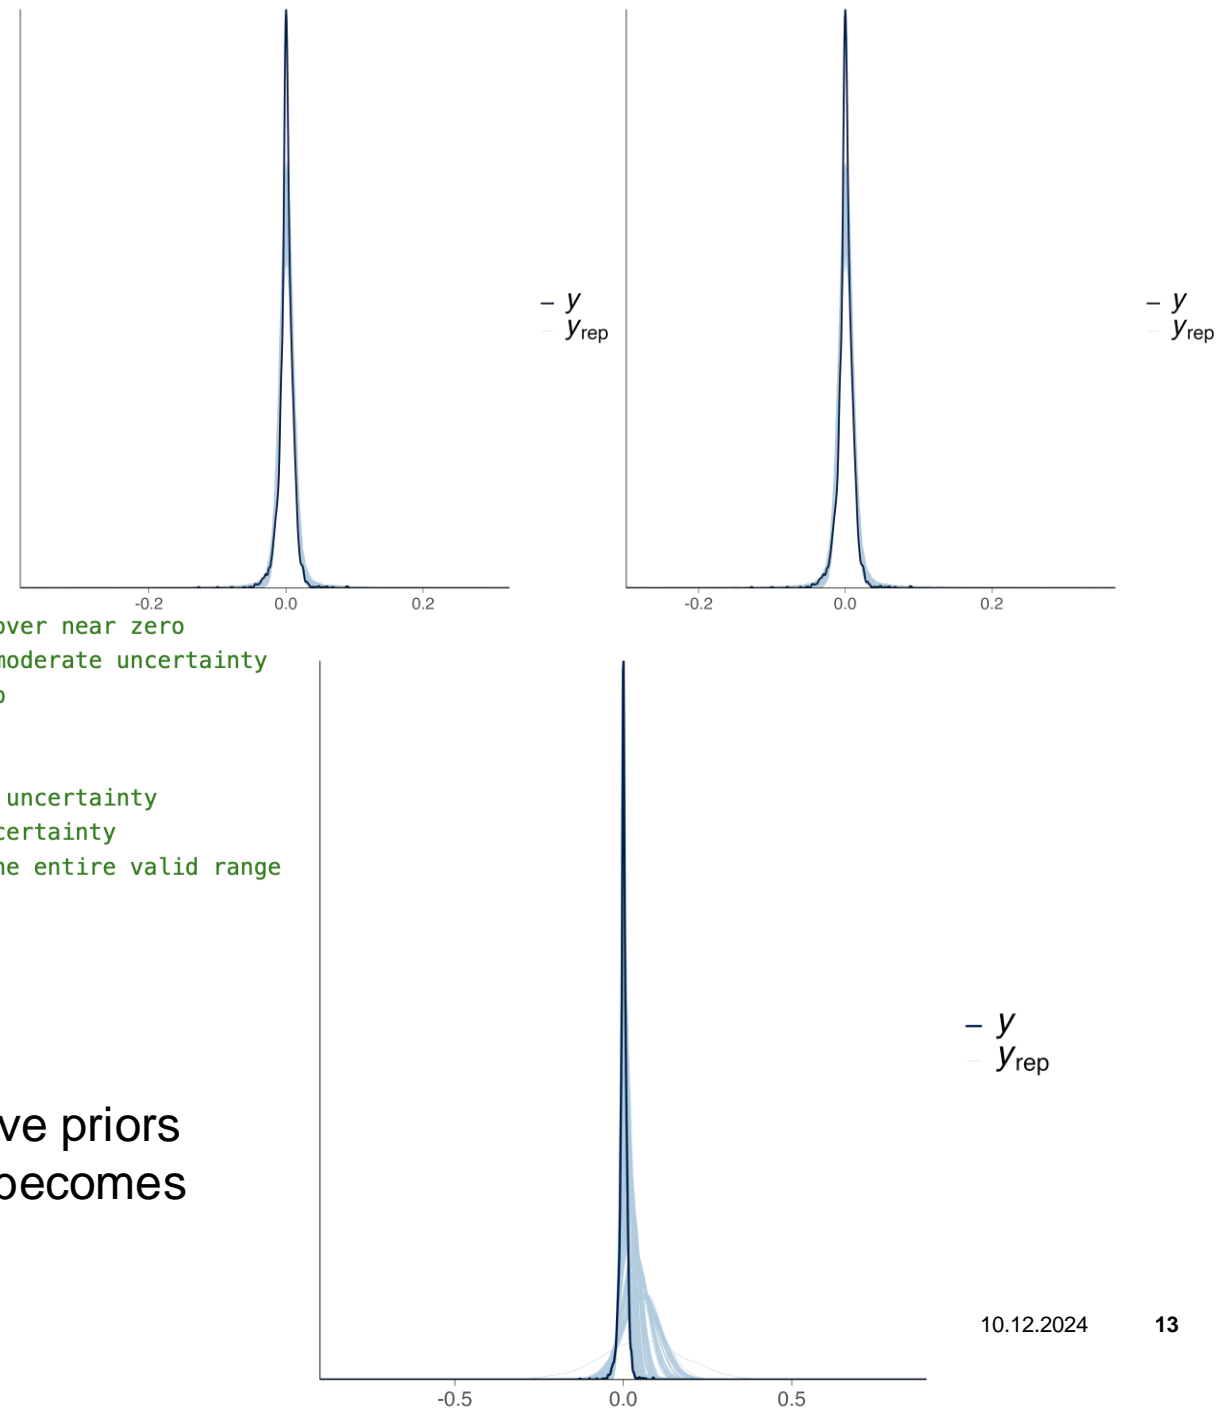 y
yrep
y
yrep
-0.2 0.0 0.2
-0.2 0.0 0.2
over near zero
moderate uncertainty
uncertainty
certainty
he entire valid range
y
yrep
ve priors
becomes
10.12.2024 13
-0.5 0.0 0.5